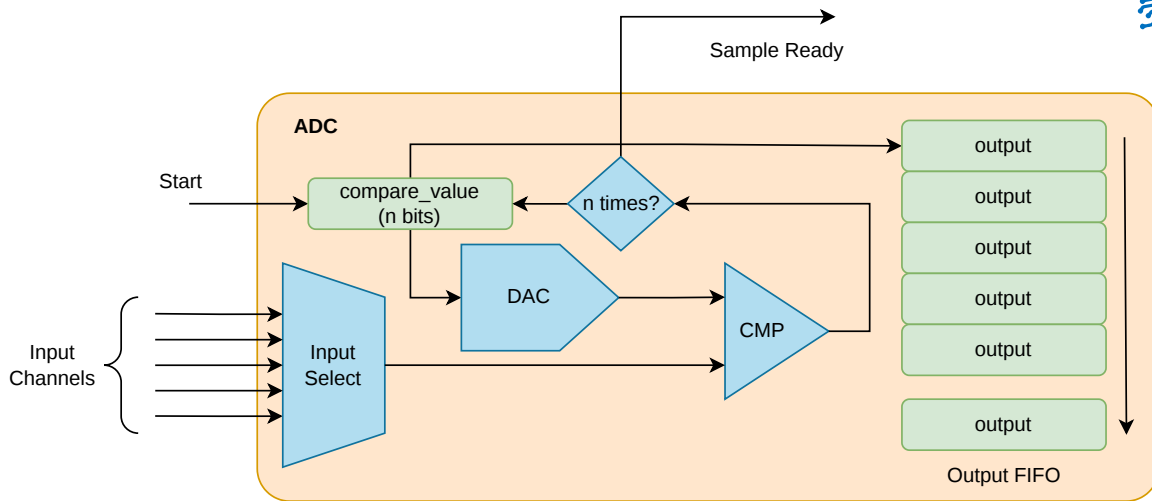 Sample Ready
ADC
output
Start
compare_value
(n bits)
n times?
output
output
DAC
output
CMP
Input
Channels
Input
Select
output
output
Output FIFO